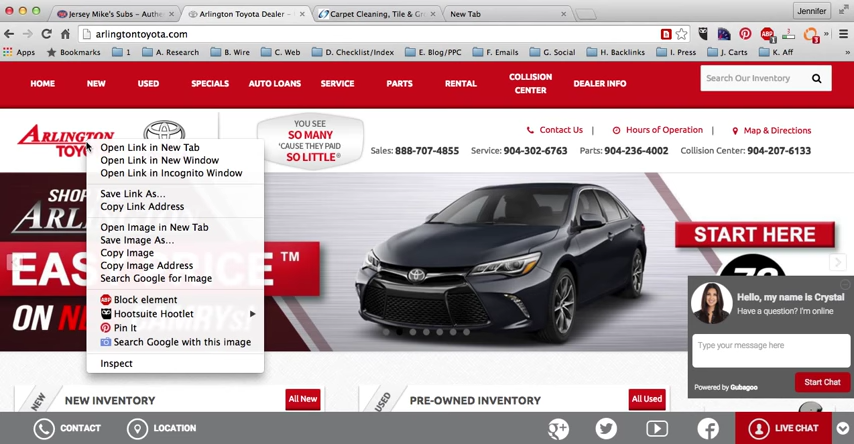 Jersey Mike's Subs - Authe
Arlington Toyota Dealer -
Carpet Cleaning, Tile & Gr
New Tab
Jennifer
arlingtontoyota.com
Apps
Bookmarks
1
A. Research
B. Wire
C. Web
D. Checklist/Index
E. Blog/PPC
F. Emails
G. Social
H. Backlinks
I. Press
J. Carts
K. Aff
HOME
NEW
USED
SPECIALS
AUTO LOANS
SERVICE
PARTS
RENTAL
COLLISION
CENTER
DEALER INFO
Search Our Inventory
ARLINGTON
TOYO
YOU SEE
SO MANY
'CAUSE THEY PAID
SO LITTLE®
Contact Us |
Hours of Operation |
Map & Directions
Sales: 888-707-4855
Service: 904-302-6763
Parts: 904-236-4002
Collision Center: 904-207-6133
Open Link in New Tab
Open Link in New Window
Open Link in Incognito Window
Save Link As...
Copy Link Address
Open Image in New Tab
Save Image As...
Copy Image
Copy Image Address
Search Google for Image
ABP Block element
Hootsuite Hootlet
Pin It
Search Google with this image
Inspect
SHOP
START HERE
Hello, my name is Crystal
Have a question? I'm online
Type your message here
Powered by Gubagoo
Start Chat
NEW
NEW INVENTORY
All New
USED
PRE-OWNED INVENTORY
All Used
CONTACT
LOCATION
LIVE CHAT